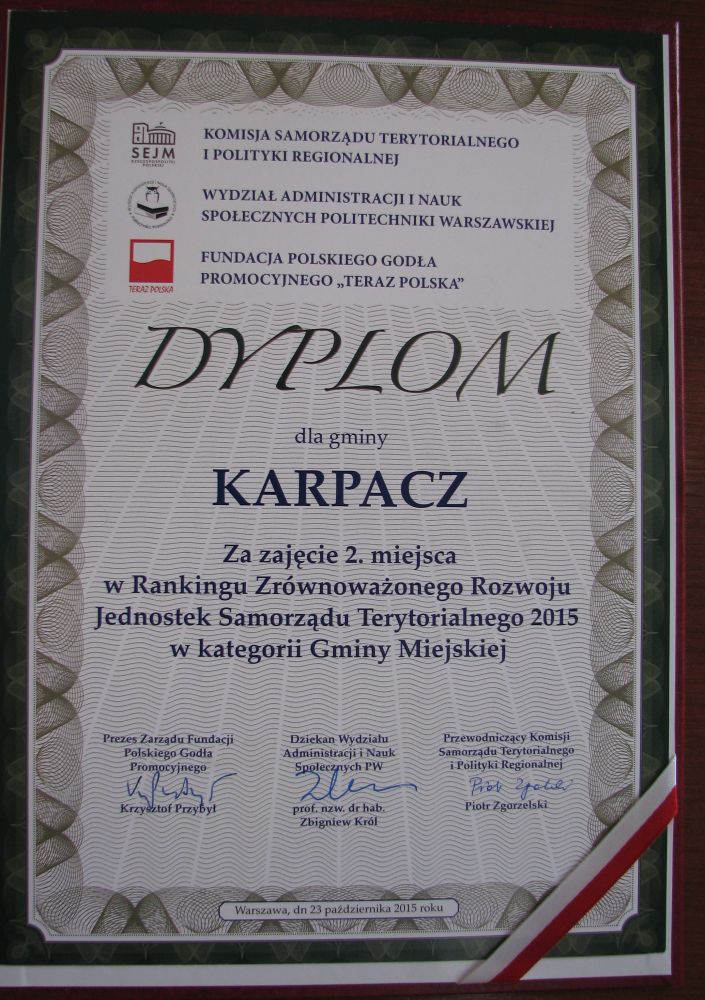 SEJM
RZECZYPOSPOLITEJ
POLSKIEJ
KOMISJA SAMORZĄDU TERYTORIALNEGO
I POLITYKI REGIONALNEJ
WYDZIAŁ ADMINISTRACJI I NAUK
SPOŁECZNYCH POLITECHNIKI WARSZAWSKIEJ
TERAZ POLSKA
FUNDACJA POLSKIEGO GODŁA
PROMOCYJNEGO „TERAZ POLSKA”
DYPLOM
dla gminy
KARPACZ
Za zajęcie 2. miejsca
w Rankingu Zrównoważonego Rozwoju
Jednostek Samorządu Terytorialnego 2015
w kategorii Gminy Miejskiej
Prezes Zarządu Fundacji
Polskiego Godła
Promocyjnego
Krzysztof Przybył
Dziekan Wydziału
Administracji i Nauk
Społecznych PW
prof. nzw. dr hab.
Zbigniew Król
Przewodniczący Komisji
Samorządu Terytorialnego
i Polityki Regionalnej
Piotr Zgorzelski
Warszawa, dn 23 października 2015 roku